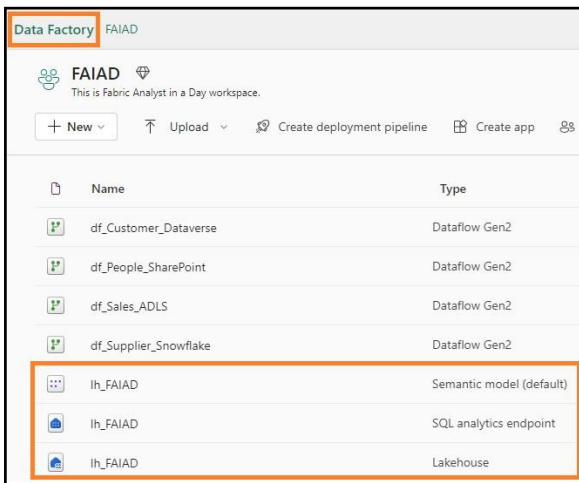 Data Factory FAIAD
FAIAD
This is Fabric Analyst in a Day workspace.
+ New Upload Create deployment pipeline Create app
Name Type
df_Customer_Dataverse Dataflow Gen2
df_People_SharePoint Dataflow Gen2
df_Sales_ADLS Dataflow Gen2
df_Supplier_Snowflake Dataflow Gen2
lh_FAIAD Semantic model (default)
lh_FAIAD SQL analytics endpoint
lh_FAIAD Lakehouse